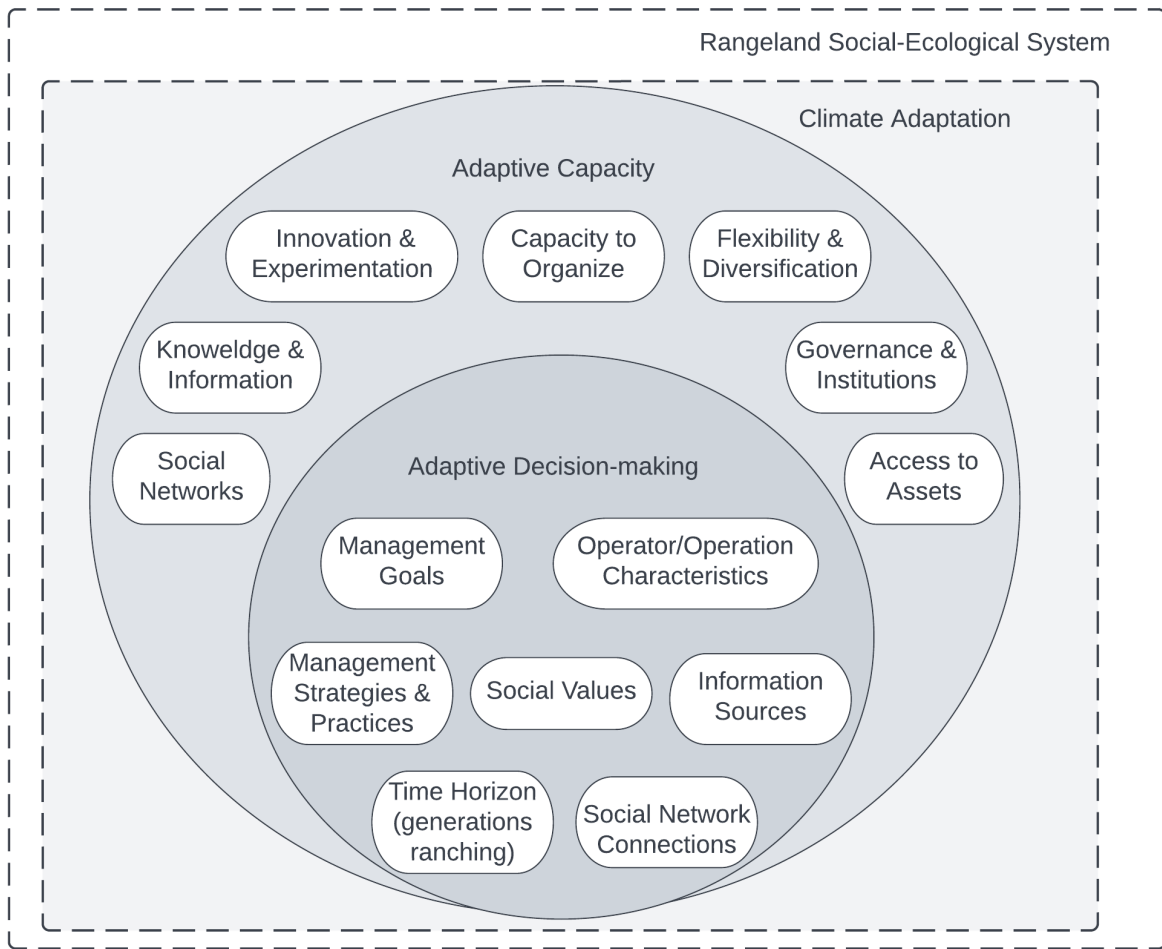 Rangeland Social-Ecological System
Climate Adaptation
Adaptive Capacity
Innovation &
Experimentation
Capacity to
Organize
Flexibility &
Diversification
Knoweldge &
Information
Governance &
Institutions
Social
Networks
Access to
Assets
Adaptive Decision-making
Management
Goals
Operator/Operation
Characteristics
Management
Strategies &
Practices
Social Values
Information
Sources
Time Horizon
(generations
ranching)
Social Network
Connections